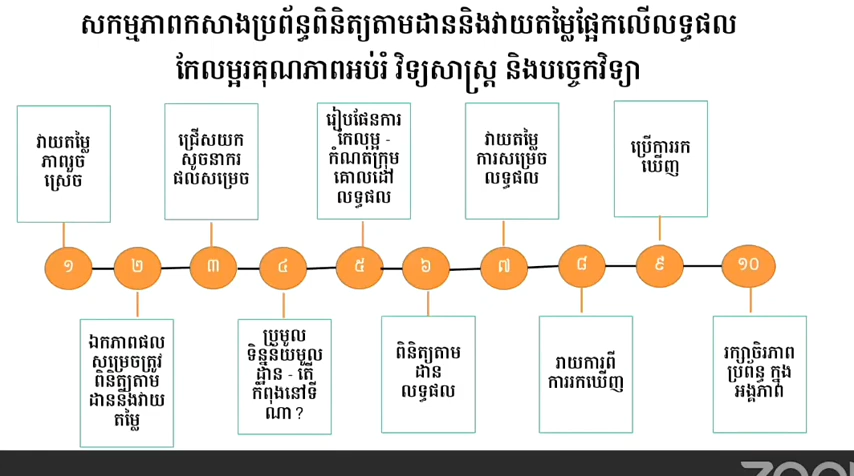 សកម្មភាពកសាងប្រព័ន្ធពិនិត្យតាមដាននិងវាយតម្លៃផ្អែកលើលទ្ធផល
កែលម្អរគុណភាពអប់រំ វិទ្យសាស្ត្រ និងបច្ចេកវិទ្យា
វាយតម្លៃ
ភាពរួច
ស្រេច
ជ្រើសយក
សូចនាករ
ផលសម្រេច
រៀបផែនការ
កែលម្អ -
កំណត់ក្រុម
គោលដៅ
លទ្ធផល
វាយតម្លៃ
ការសម្រេច
លទ្ធផល
ប្រើការរក
ឃើញ
១ ២ ៣ ៤ ៥ ៦ ៧ ៨ ៩ ១០
ឯកភាពផល
សម្រេចត្រូវ
ពិនិត្យតាម
ដាននិងវាយ
តម្លៃ
ប្រមូល
ទិន្នន័យមូល
ដ្ឋាន - តើ
កំពុងនៅទី
ណា ?
ពិនិត្យតាម
ដាន
លទ្ធផល
រាយការពី
ការរកឃើញ
រក្សាចិរភាព
ប្រព័ន្ធ ក្នុង
អង្គភាព